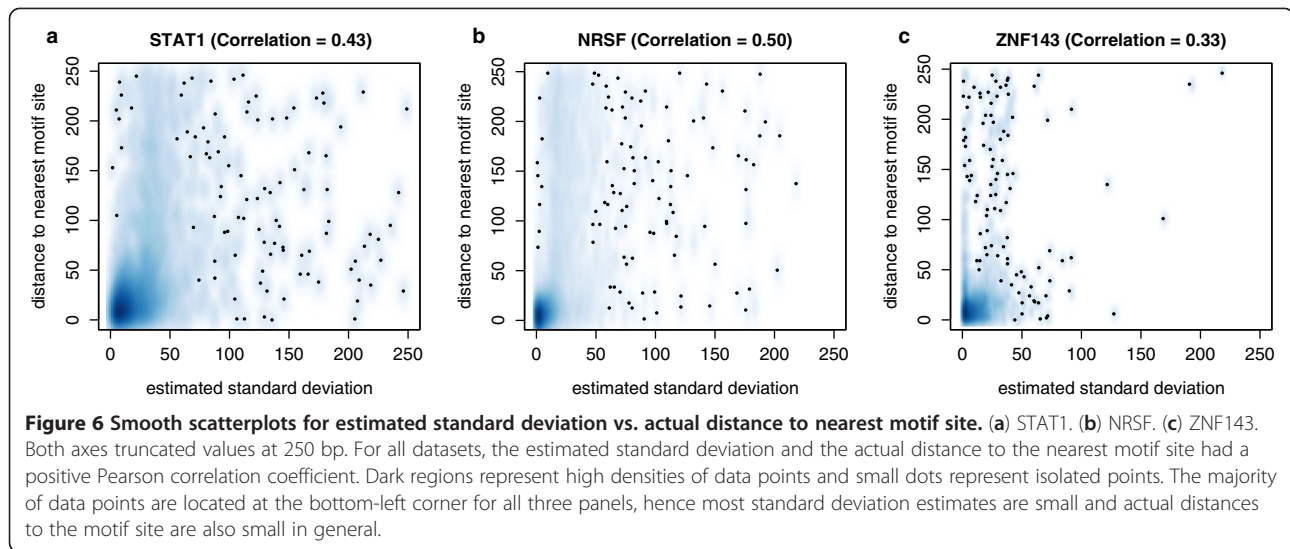 a
STAT1 (Correlation = 0.43)
distance to nearest motif site
250
200
150
100
50
0
0 50 100 150 200 250
estimated standard deviation
b
NRSF (Correlation = 0.50)
distance to nearest motif site
250
200
150
100
50
0
0 50 100 150 200 250
estimated standard deviation
c
ZNF143 (Correlation = 0.33)
distance to nearest motif site
250
200
150
100
50
0
0 50 100 150 200 250
estimated standard deviation
Figure 6 Smooth scatterplots for estimated standard deviation vs. actual distance to nearest motif site. (a) STAT1. (b) NRSF. (c) ZNF143.
Both axes truncated values at 250 bp. For all datasets, the estimated standard deviation and the actual distance to the nearest motif site had a
positive Pearson correlation coefficient. Dark regions represent high densities of data points and small dots represent isolated points. The majority
of data points are located at the bottom-left corner for all three panels, hence most standard deviation estimates are small and actual distances
to the motif site are also small in general.